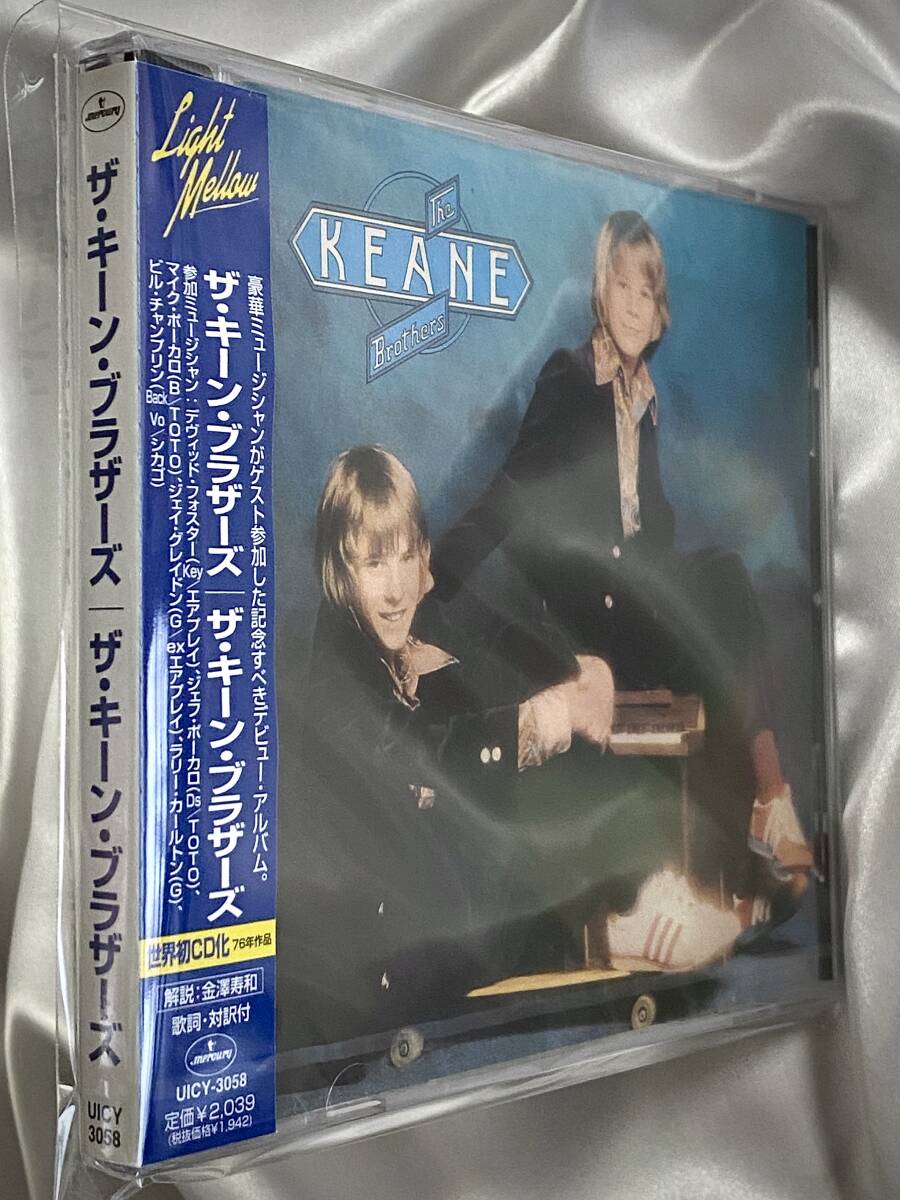 mercury
ザ・キーン・ブラザーズ | ザ・キーン・ブラザーズ
UICY
3058
Light
Mellow
豪華ミュージシャンがゲスト参加した記念すべきデビュー・アルバム。
ザ・キーン・ブラザーズ | ザ・キーン・ブラザーズ
参加ミュージシャン：デヴィッド・フォスター(Key/エアプレイ)、ジェフ・ポーカロ(Ds/TOTO)、
マイク・ポーカロ(B/TOTO)、ジェイ・グレイドン(G/exエアプレイ)、ラリー・カールトン(G)、
ビル・チャンプリン(Back Vo/シカゴ)
世界初CD化 76年作品
解説：金澤寿和
歌詞・対訳付
mercury
UICY-3058
定価¥2,039
(税抜価格¥1,942)
The
KEANE
Brothers